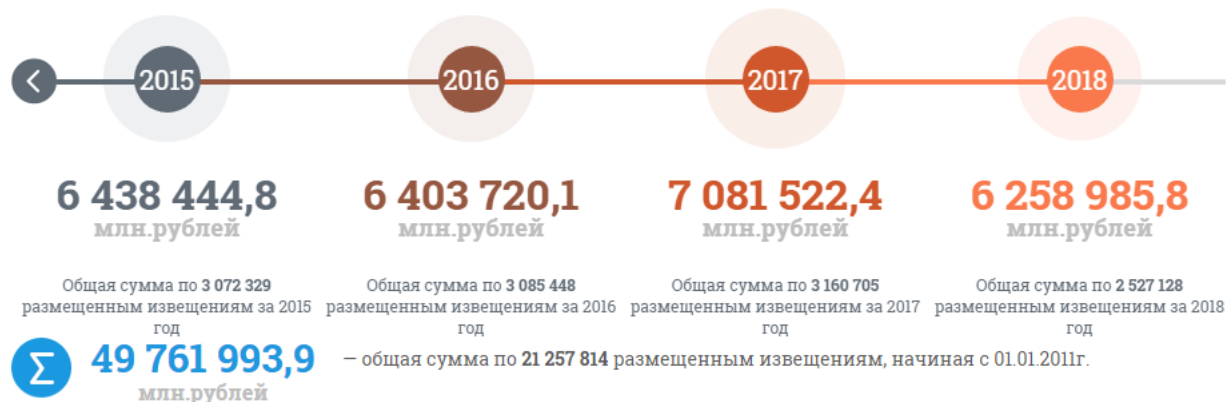 2015
2016
2017
2018
6 438 444,8
млн.рублей
6 403 720,1
млн.рублей
7 081 522,4
млн.рублей
6 258 985,8
млн.рублей
Общая сумма по 3 072 329
размещенным извещениям за 2015
год
Общая сумма по 3 085 448
размещенным извещениям за 2016
год
Общая сумма по 3 160 705
размещенным извещениям за 2017
год
Общая сумма по 2 527 128
размещенным извещениям за 2018
год
Σ 49 761 993,9 — общая сумма по 21 257 814 размещенным извещениям, начиная с 01.01.2011г.
млн.рублей